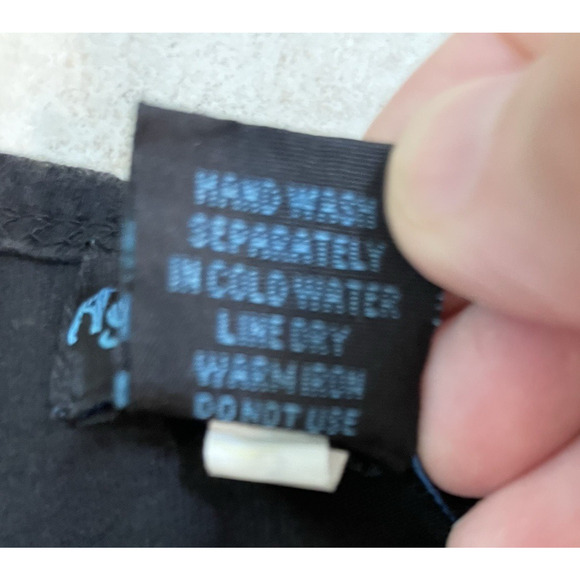 HAND WASH
SEPARATELY
IN COLD WATER
LINE DRY
WARM IRON
DO NOT USE